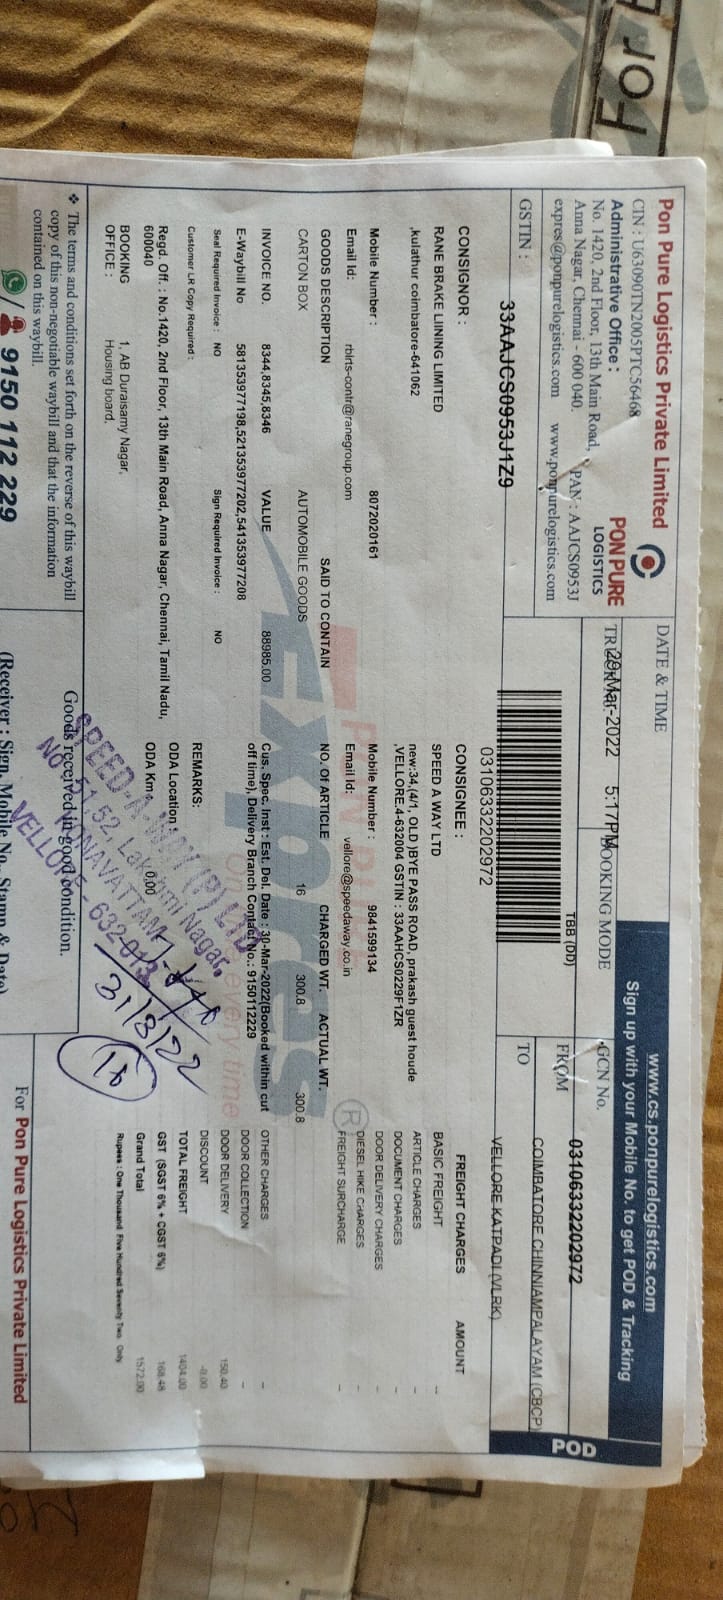 For
Pon Pure Logistics Private Limited
CIN : U63090TN2005PTC56468
Administrative Office :
No. 1420, 2nd Floor, 13th Main Road,
Anna Nagar, Chennai - 600 040.
PAN : AAJCS0953J
expres@ponpurelogistics.com www.ponpurelogistics.com
PON PURE
LOGISTICS
GSTIN :
33AAJCS0953J1Z9
DATE & TIME
29-Mar-2022 5:17PM
BOOKING MODE
TBB (DD)
www.cs.ponpurelogistics.com
Sign up with your Mobile No. to get POD & Tracking
GCN No.
03106332202972
FROM
COIMBATORE CHINNIAMPALAYAM (CBCP)
TO
VELLORE KATPADI (VLRK)
POD
03106332202972
CONSIGNOR :
RANE BRAKE LIINING LIMITED
,kulathur coimbatore-641062
Mobile Number : 8072020161
Email Id: rblrts-contr@ranegroup.com
CONSIGNEE :
SPEED A WAY LTD
new:34,(4/1, OLD )BYE PASS ROAD, prakash guest houde
,VELLORE.4-632004 GSTIN : 33AAHCS0229F1ZR
Mobile Number : 9841599134
Email Id: vellore@speedaway.co.in
GOODS DESCRIPTION SAID TO CONTAIN NO. OF ARTICLE CHARGED WT. ACTUAL WT.
CARTON BOX AUTOMOBILE GOODS 16 300.8 300.8
INVOICE NO. 8344,8345,8346 VALUE 88985.00
E-Waybill No 581353977198,521353977202,541353977208
Seal Required Invoice : NO Sign Required Invoice : NO
Customer LR Copy Required :
Cus. Spec. Inst : Est. Del. Date : 30-Mar-2022(Booked within cut
off time), Delivery Branch Contact No.: 9150112229
REMARKS:
ODA Location :
ODA Km : 0.00
Regd. Off. : No.1420, 2nd Floor, 13th Main Road, Anna Nagar, Chennai, Tamil Nadu,
600040
BOOKING OFFICE : 1, AB Duraisamy Nagar,
Housing board.
FREIGHT CHARGES AMOUNT
BASIC FREIGHT --
ARTICLE CHARGES --
DOCUMENT CHARGES --
DOOR DELIVERY CHARGES --
DIESEL HIKE CHARGES --
FREIGHT SURCHARGE --
OTHER CHARGES --
DOOR COLLECTION --
DOOR DELIVERY 150.40
DISCOUNT -0.00
TOTAL FREIGHT 1404.00
GST (SGST 6% + CGST 6%) 168.48
Grand Total 1572.00
Rupees : One Thousand Five Hundred Seventy Two Only
PON PURE
Expres
on time every time
❖ The terms and conditions set forth on the reverse of this waybill
copy of this non-negotiable waybill and that the information
contained on this waybill.
9150 112 229
Goods received in good condition.
SPEED-A-WAY (P) LTD
No. 51, 52, Lakshmi Nagar,
VELLORE - 632 013
31/3/22
16
(Receiver : Sign, Mobile No., Stamp & Date)
For Pon Pure Logistics Private Limited